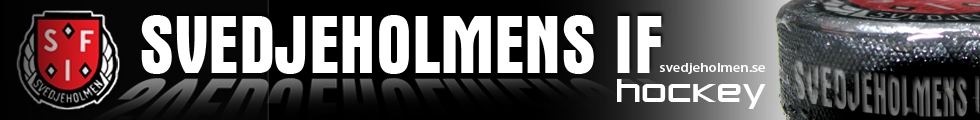 S F
I
SVEDJEHOLMEN
SVEDJEHOLMENS IF
svedjeholmen.se
hockey
SVEDJEHOLMENS